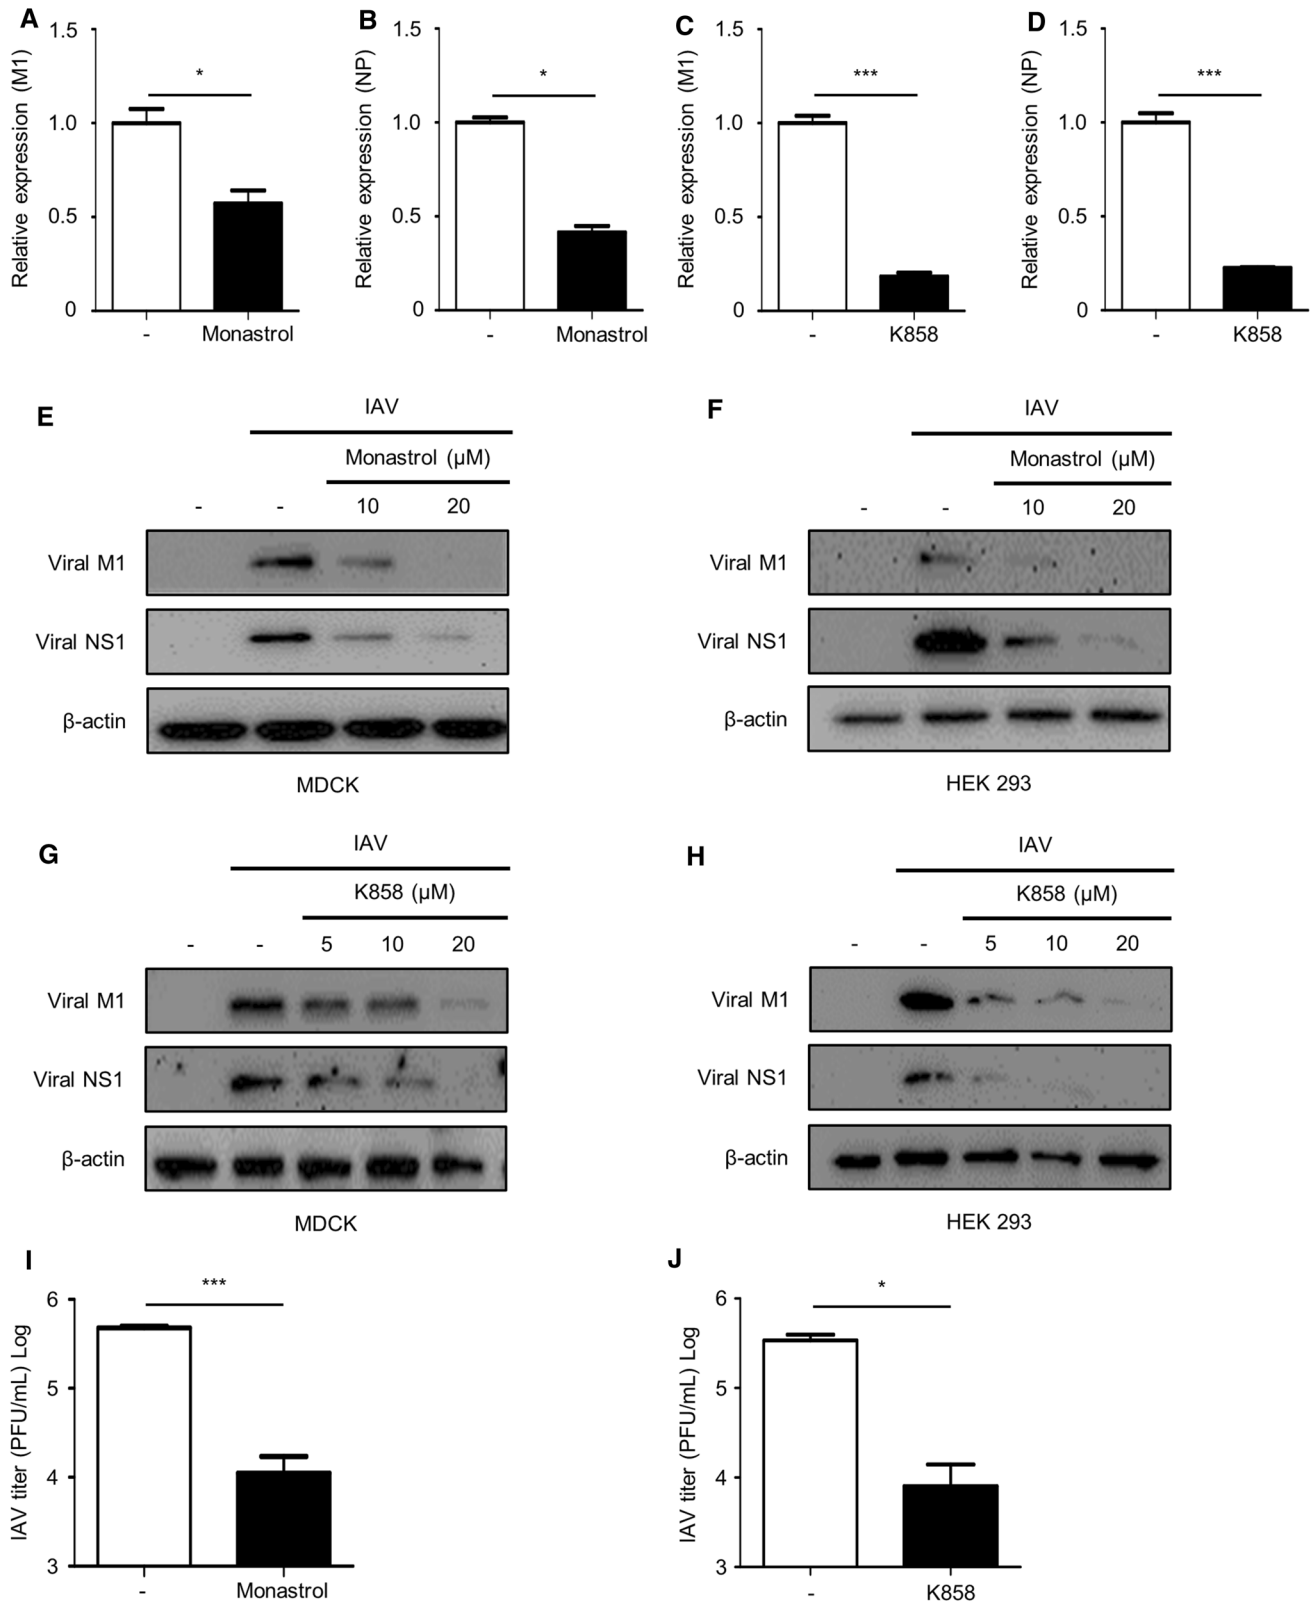 A
Relative expression (M1)
1.5
1.0
0.5
0
*
-
Monastrol
B
Relative expression (NP)
1.5
1.0
0.5
0
*
-
Monastrol
C
Relative expression (M1)
1.5
1.0
0.5
0
***
-
K858
D
Relative expression (NP)
1.5
1.0
0.5
0
***
-
K858
E
IAV
Monastrol (μM)
- - 10 20
Viral M1
Viral NS1
β-actin
MDCK
F
IAV
Monastrol (μM)
- - 10 20
Viral M1
Viral NS1
β-actin
HEK 293
G
IAV
K858 (μM)
- - 5 10 20
Viral M1
Viral NS1
β-actin
MDCK
H
IAV
K858 (μM)
- - 5 10 20
Viral M1
Viral NS1
β-actin
HEK 293
I
IAV titer (PFU/mL) Log
6
5
4
3
***
-
Monastrol
J
IAV titer (PFU/mL) Log
6
5
4
3
*
-
K858